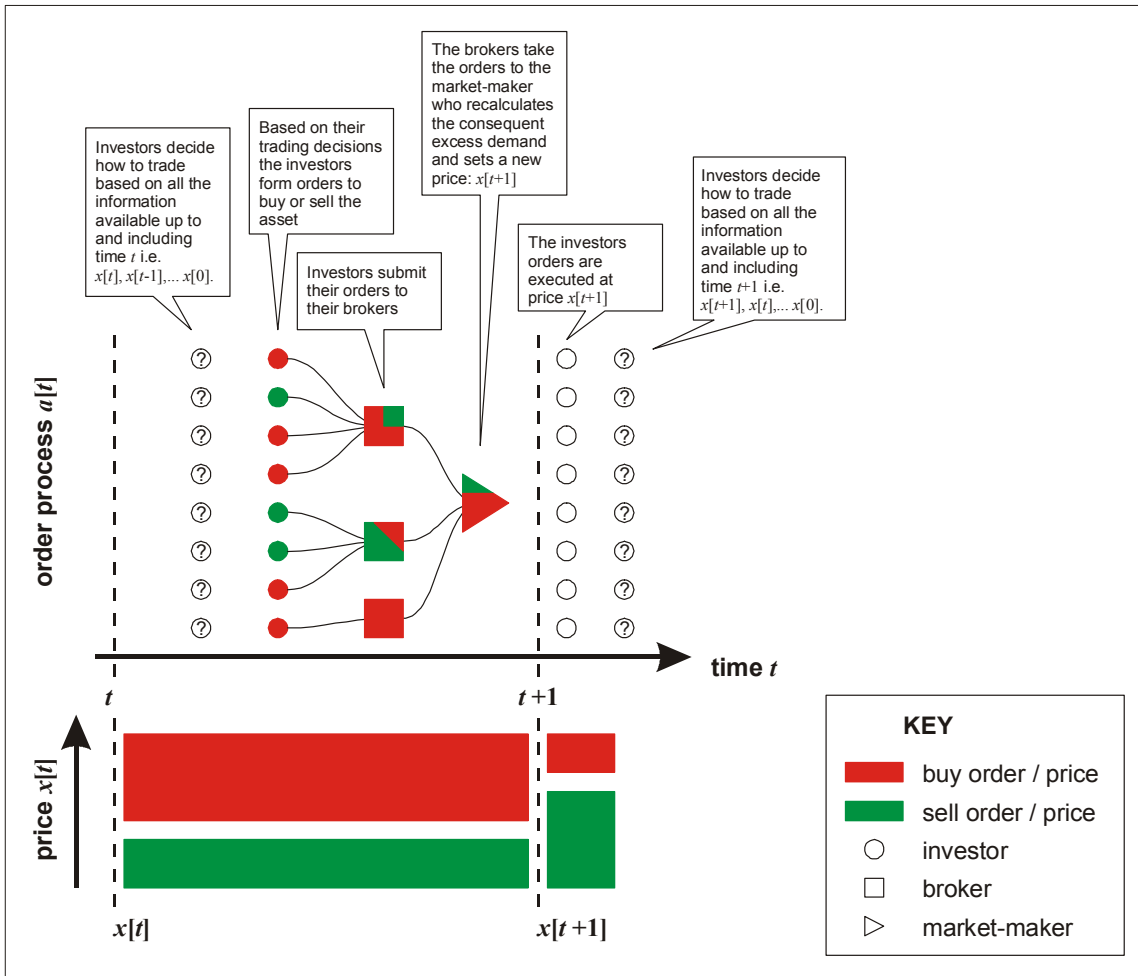 The brokers take
the orders to the
market-maker
who recalculates
the consequent
excess demand
and sets a new
price: x[t+1]
Based on their
trading decisions
the investors
form orders to
buy or sell the
asset
Investors decide
how to trade
based on all the
information
available up to
and including
time t i.e.
x[t], x[t-1],... x[0].
Investors submit
their orders to
their brokers
The investors
orders are
executed at
price x[t+1]
Investors decide
how to trade
based on all the
information
available up to
and including
time t+1 i.e.
x[t+1], x[t],... x[0].
order process a[t]
? ?
? ?
? ?
? ?
? ?
? ?
? ?
? ?
time t
t
t+1
price x[t]
x[t]
x[t+1]
KEY
buy order / price
sell order / price
investor
broker
market-maker